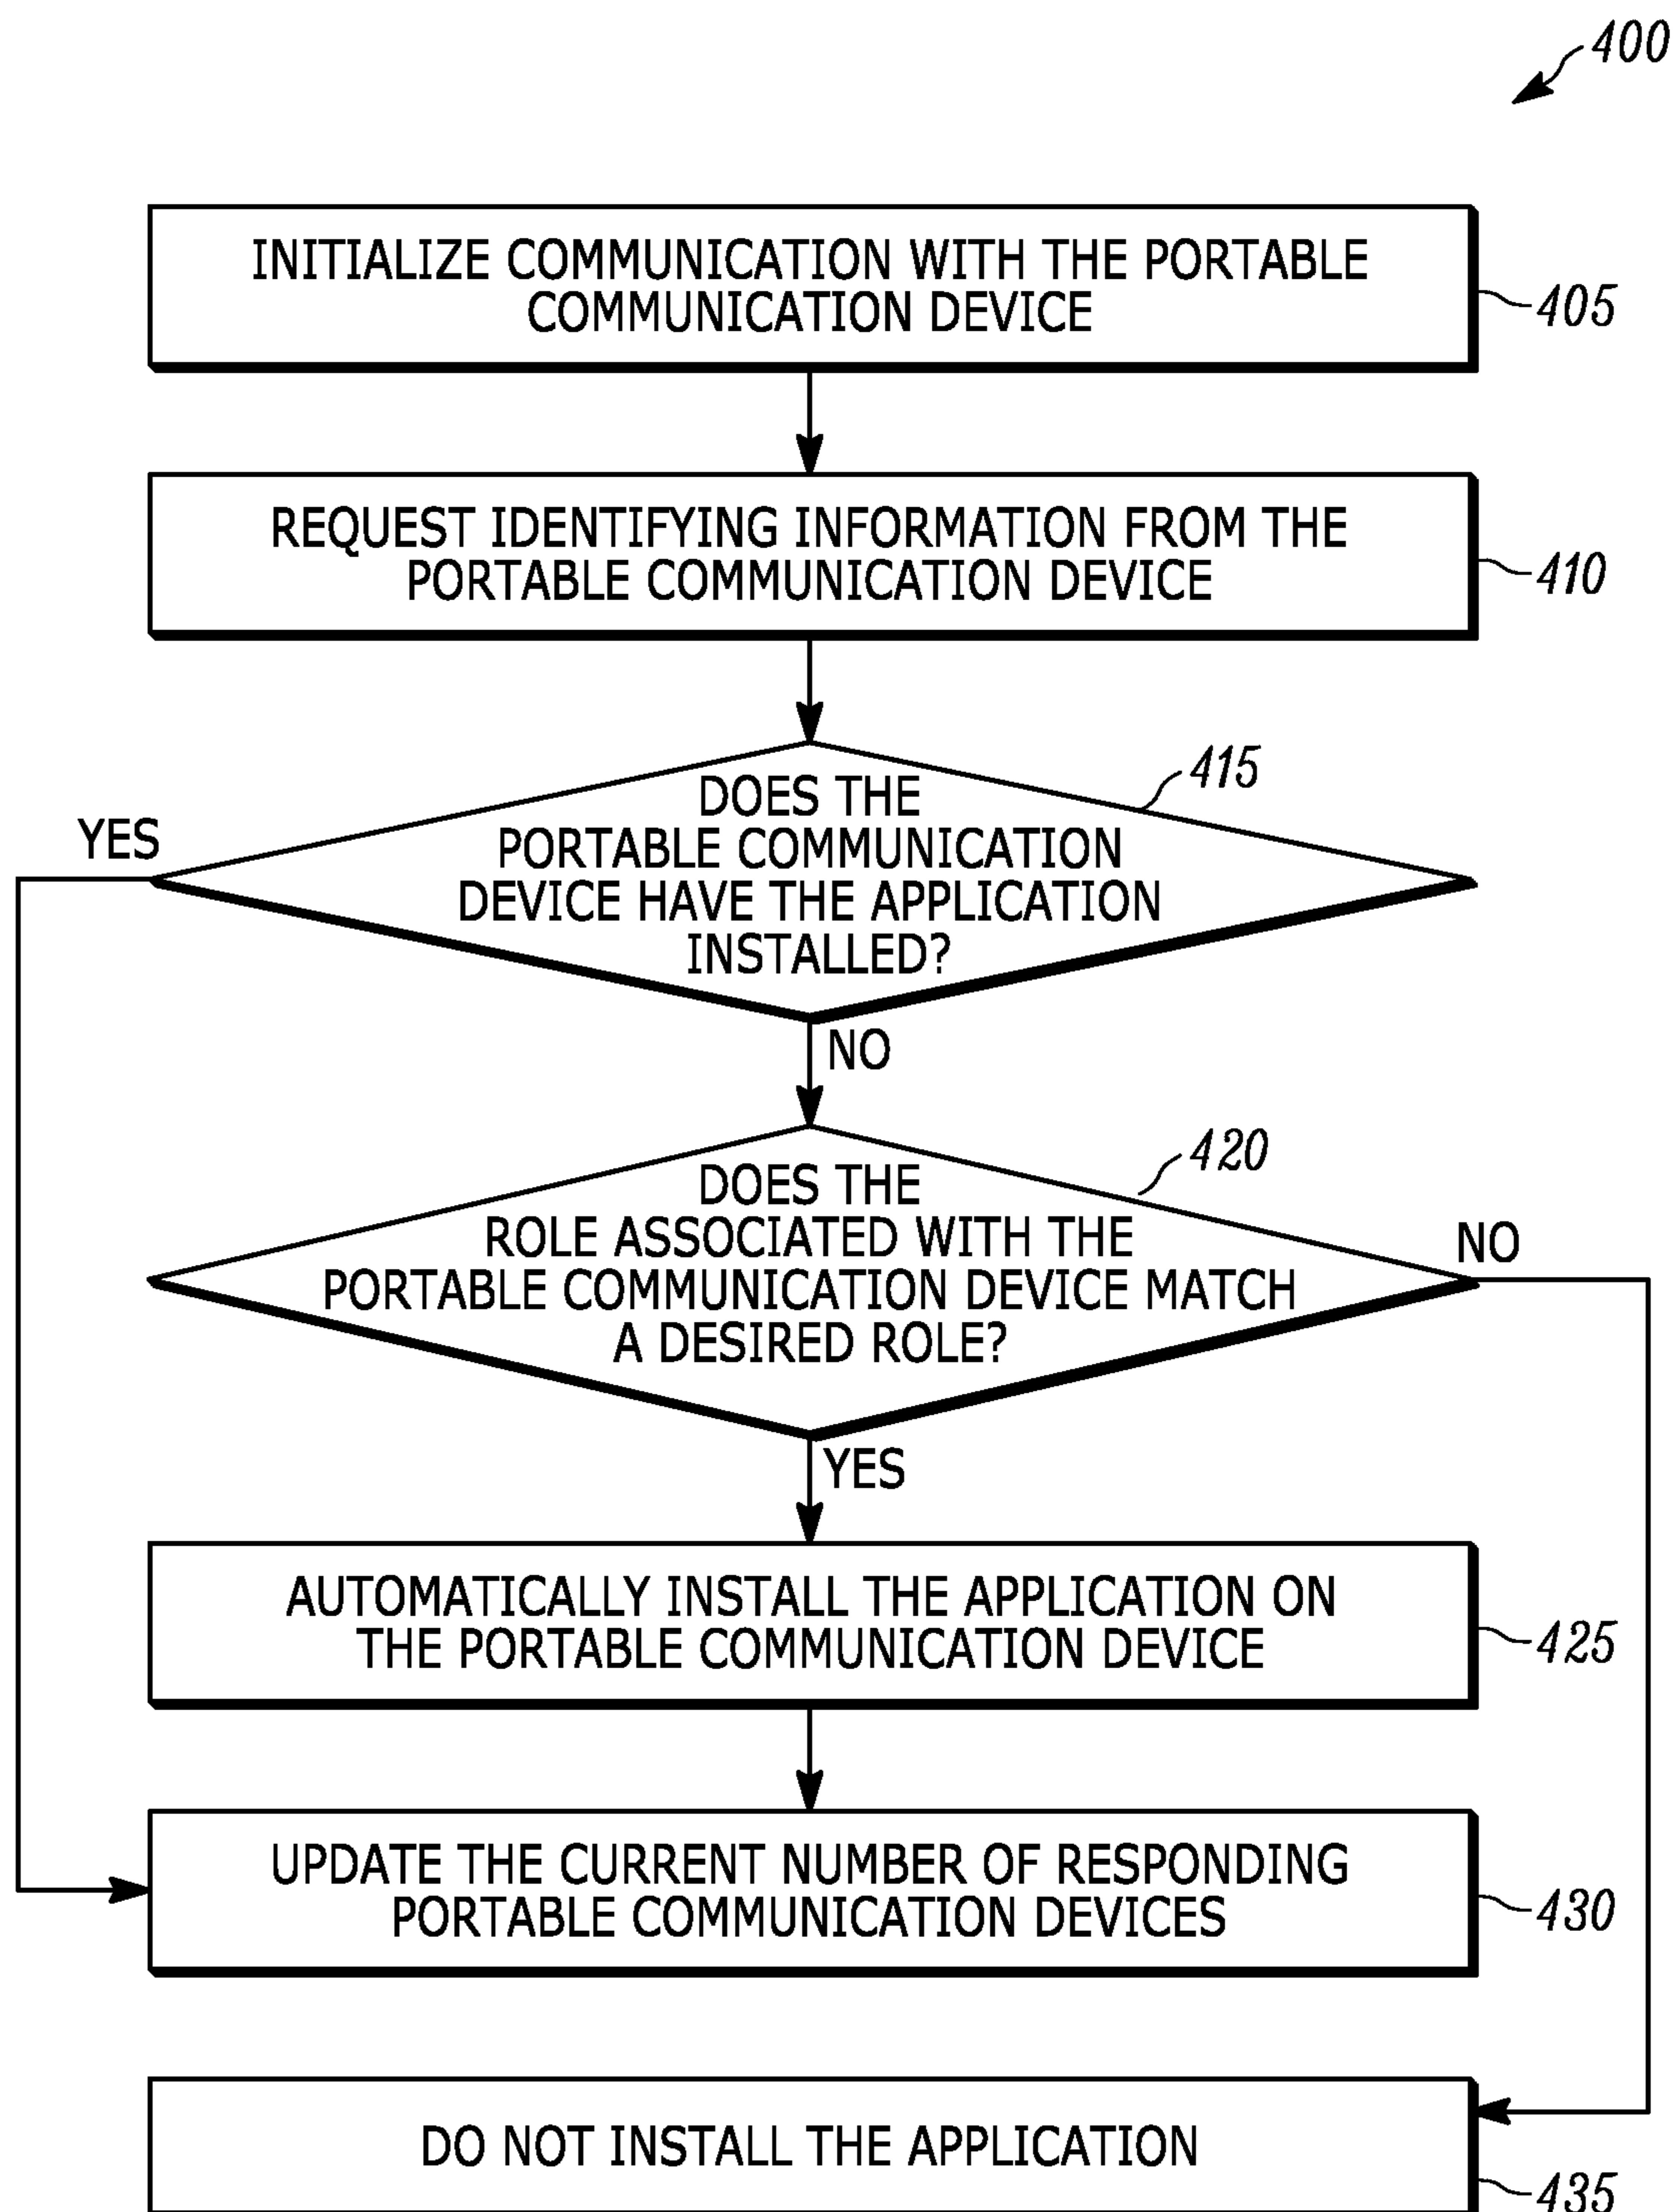 400
INITIALIZE COMMUNICATION WITH THE PORTABLE
COMMUNICATION DEVICE
405
REQUEST IDENTIFYING INFORMATION FROM THE
PORTABLE COMMUNICATION DEVICE
410
DOES THE
PORTABLE COMMUNICATION
DEVICE HAVE THE APPLICATION
INSTALLED?
415
YES
NO
DOES THE
ROLE ASSOCIATED WITH THE
PORTABLE COMMUNICATION DEVICE MATCH
A DESIRED ROLE?
420
NO
YES
AUTOMATICALLY INSTALL THE APPLICATION ON
THE PORTABLE COMMUNICATION DEVICE
425
UPDATE THE CURRENT NUMBER OF RESPONDING
PORTABLE COMMUNICATION DEVICES
430
DO NOT INSTALL THE APPLICATION
435